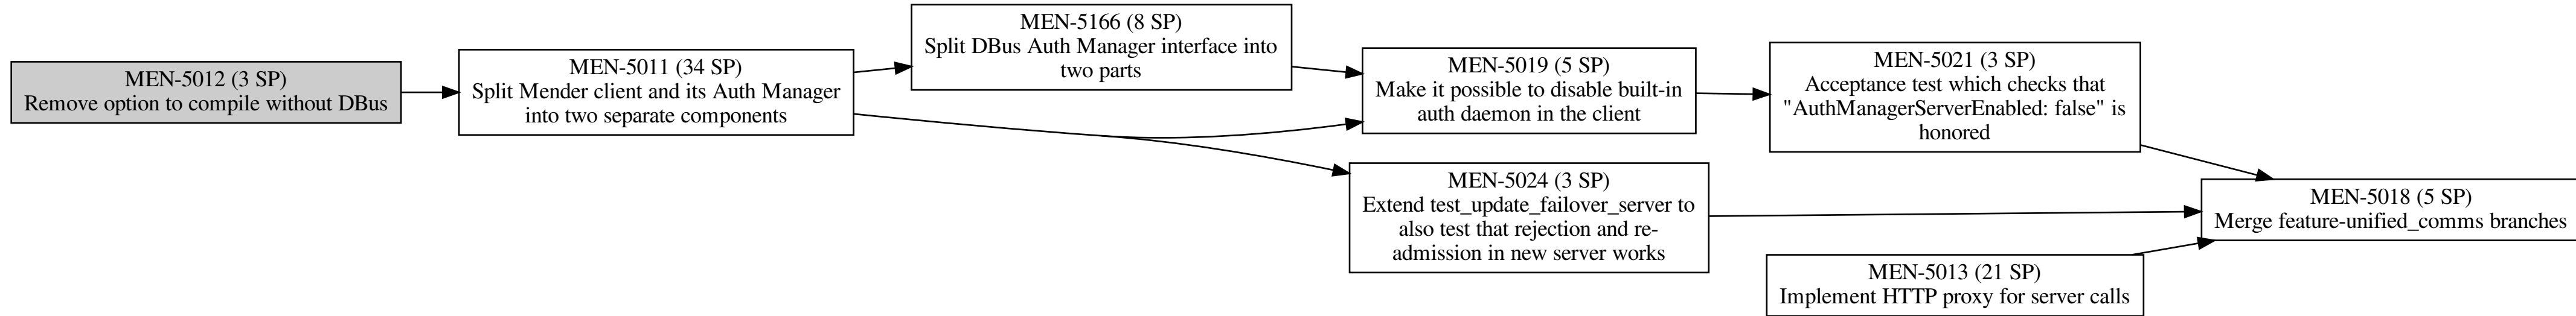 MEN-5012 (3 SP)
Remove option to compile without DBus
MEN-5011 (34 SP)
Split Mender client and its Auth Manager
into two separate components
MEN-5166 (8 SP)
Split DBus Auth Manager interface into
two parts
MEN-5019 (5 SP)
Make it possible to disable built-in
auth daemon in the client
MEN-5024 (3 SP)
Extend test_update_failover_server to
also test that rejection and re-
admission in new server works
MEN-5021 (3 SP)
Acceptance test which checks that
"AuthManagerServerEnabled: false" is
honored
MEN-5013 (21 SP)
Implement HTTP proxy for server calls
MEN-5018 (5 SP)
Merge feature-unified_comms branches